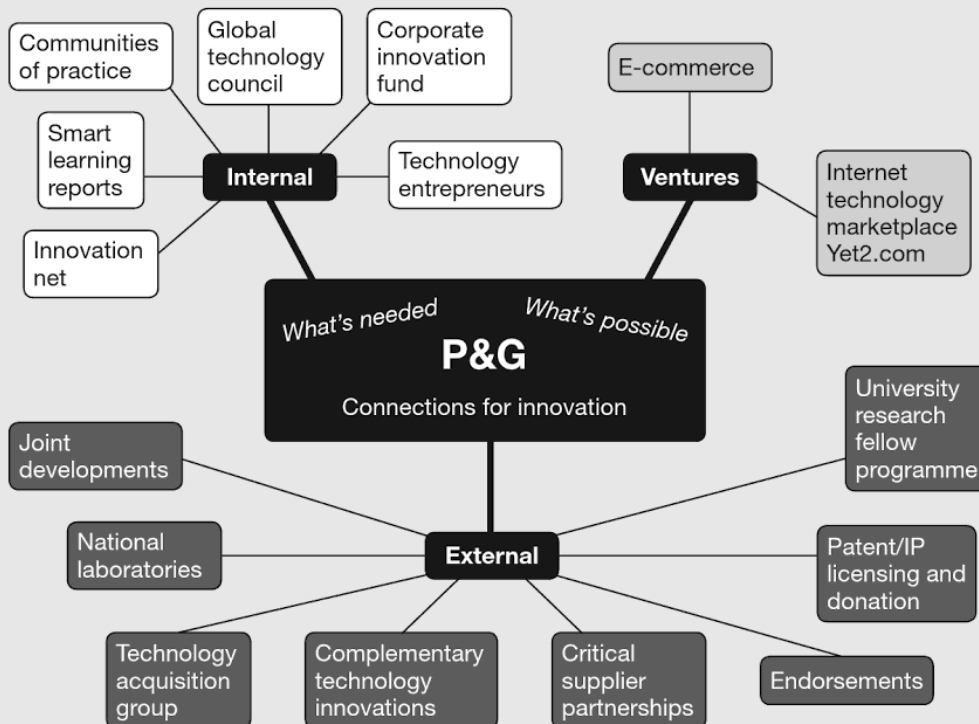 Communities
of practice
Global
technology
council
Corporate
innovation
fund
E-commerce
Smart
learning
reports
Internal
Technology
entrepreneurs
Ventures
Internet
technology
marketplace
Yet2.com
Innovation
net
What's needed
What's possible
P&G
Connections for innovation
University
research
fellow
programme
Joint
developments
National
laboratories
External
Patent/IP
licensing and
donation
Technology
acquisition
group
Complementary
technology
innovations
Critical
supplier
partnerships
Endorsements